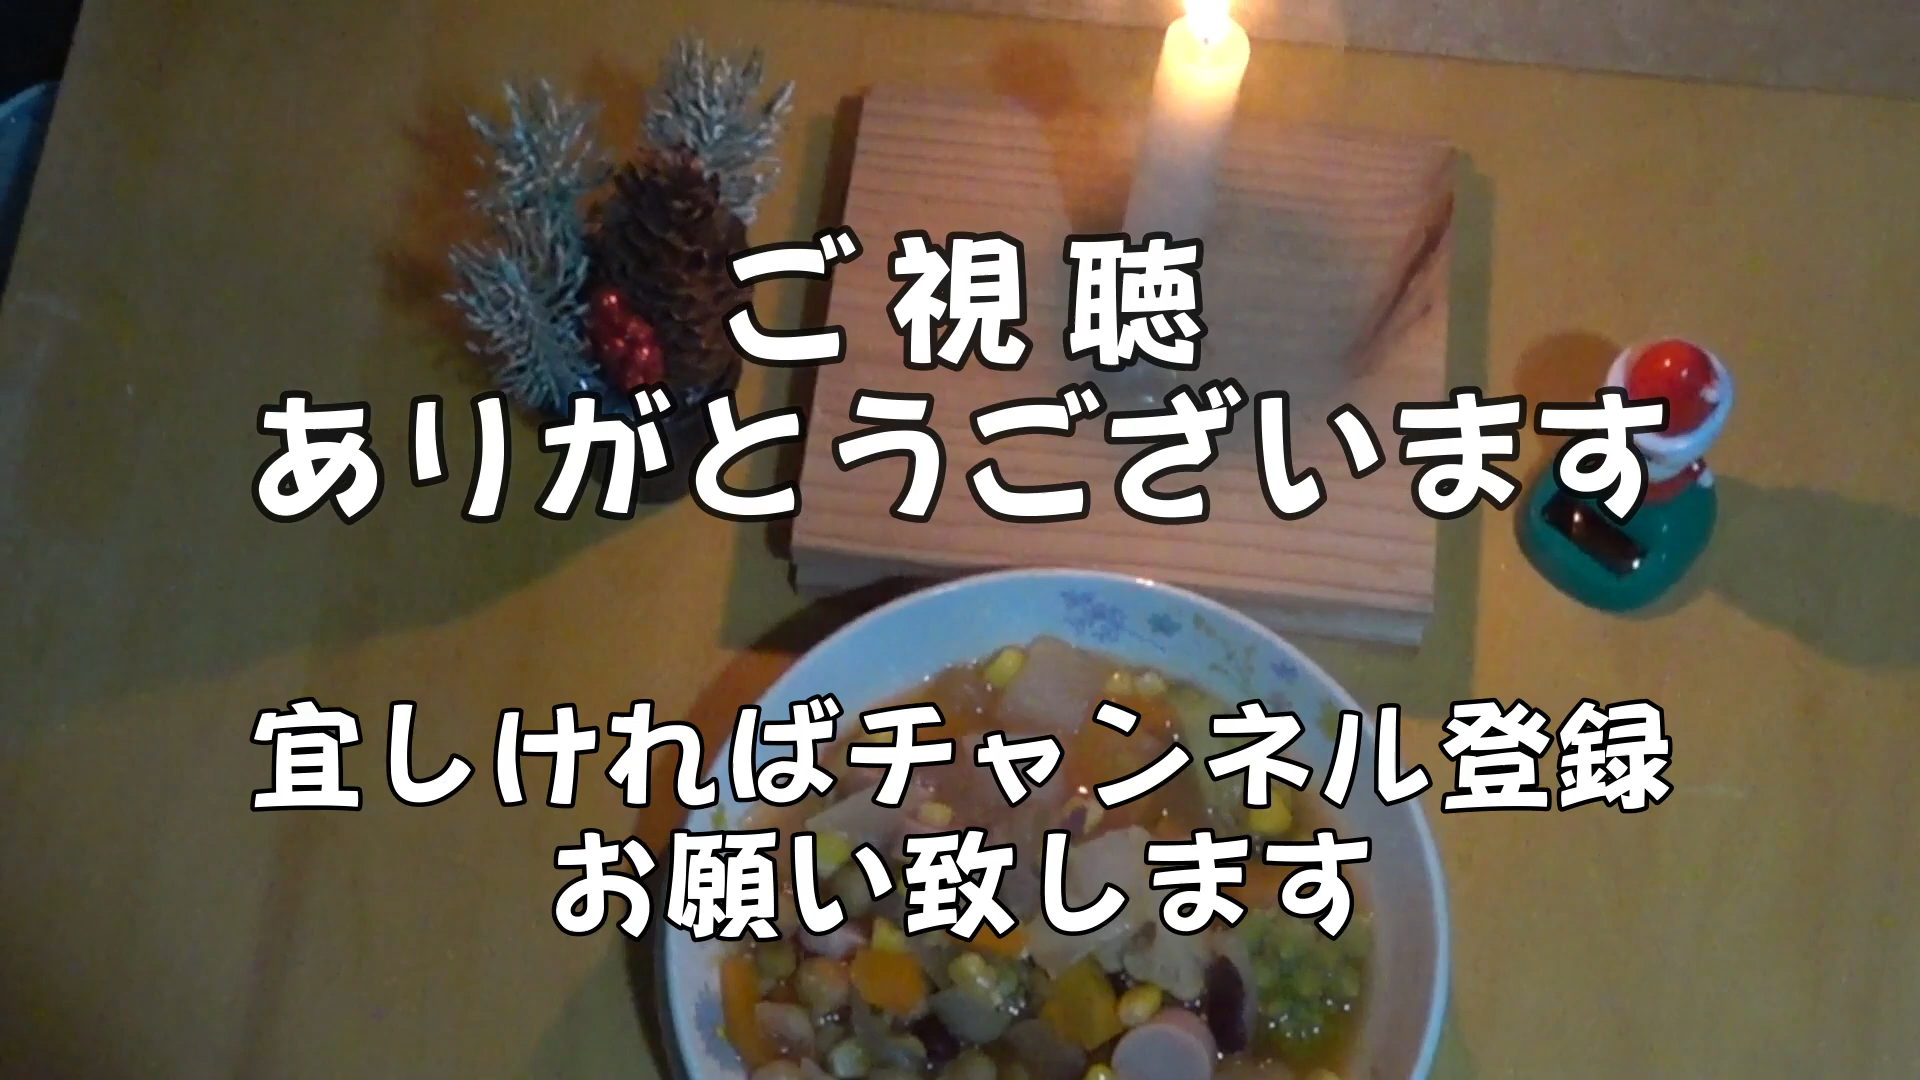 ご視聴
ありがとうございます
宜しければチャンネル登録
お願い致します